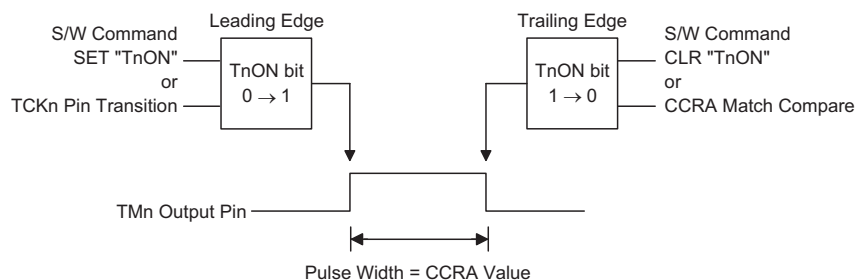 Leading Edge
S/W Command
SET "TnON"
or
TCKn Pin Transition
TnON bit
0 → 1
Trailing Edge
TnON bit
1 → 0
S/W Command
CLR "TnON"
or
CCRA Match Compare
TMn Output Pin
Pulse Width = CCRA Value